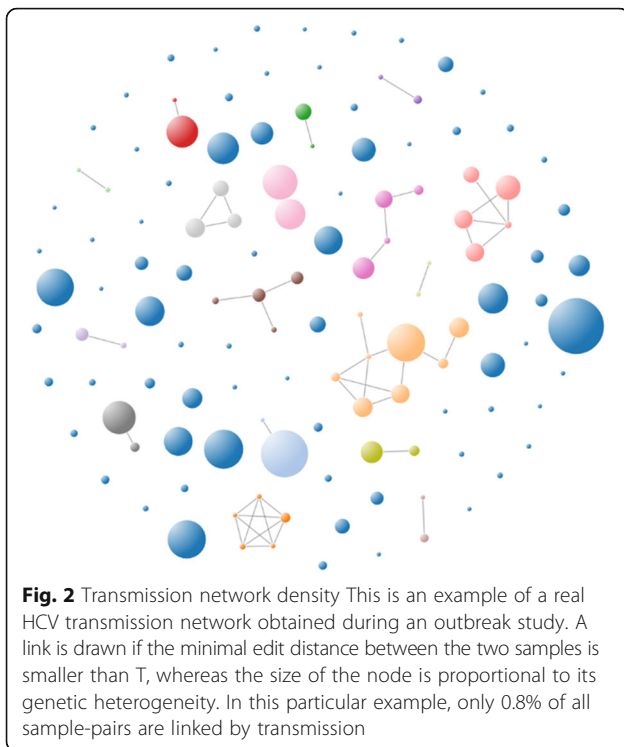 Fig. 2 Transmission network density This is an example of a real
HCV transmission network obtained during an outbreak study. A
link is drawn if the minimal edit distance between the two samples is
smaller than T, whereas the size of the node is proportional to its
genetic heterogeneity. In this particular example, only 0.8% of all
sample-pairs are linked by transmission